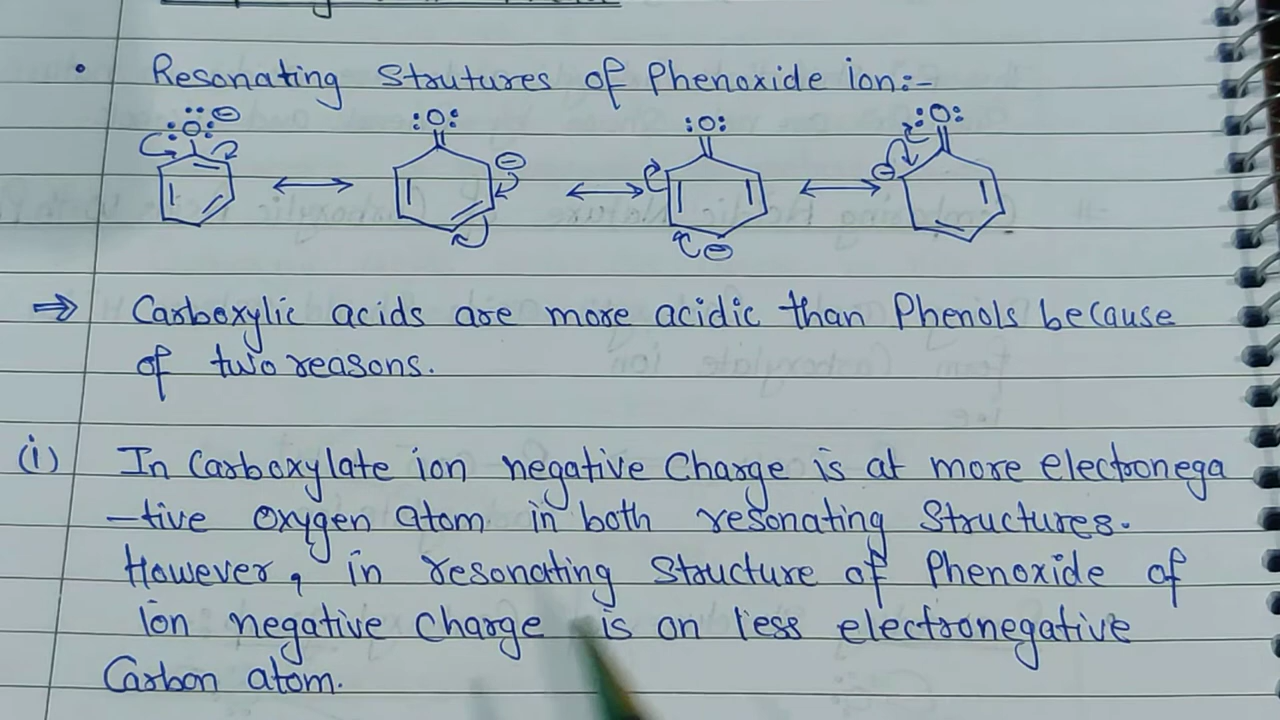 • Resonating Strutures of Phenoxide ion:-
:O: :O: :O: :O:
⊖ ⊖ ⊖ ⊖
⇒ Carboxylic acids are more acidic than Phenols because
of two reasons.
(i) In Carboxylate ion negative Charge is at more electronega
-tive oxygen atom in both resonating Structures.
However, in resonating Structure of Phenoxide of
ion negative Charge is on less electronegative
Carbon atom.